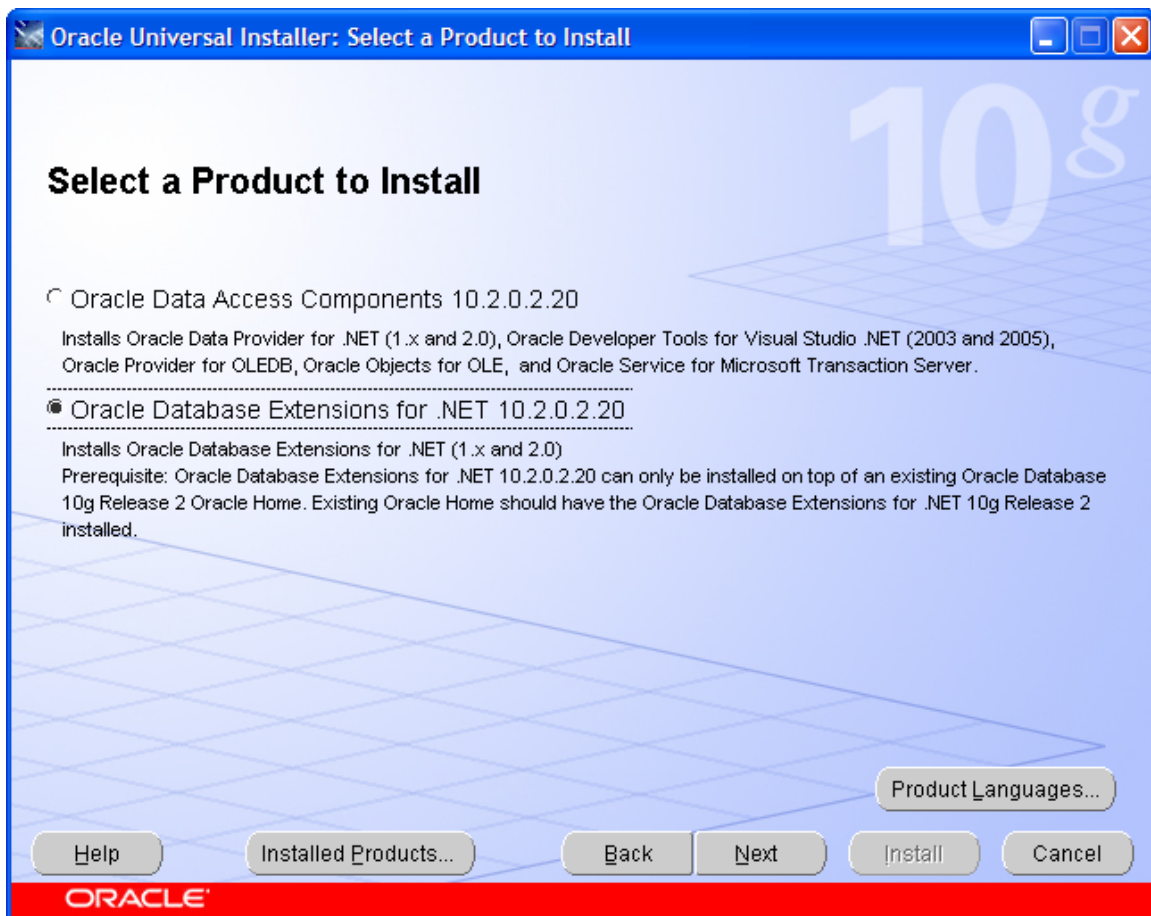 Oracle Universal Installer: Select a Product to Install
10g
Select a Product to Install
Oracle Data Access Components 10.2.0.2.20
Installs Oracle Data Provider for .NET (1.x and 2.0), Oracle Developer Tools for Visual Studio .NET (2003 and 2005),
Oracle Provider for OLEDB, Oracle Objects for OLE, and Oracle Service for Microsoft Transaction Server.
Oracle Database Extensions for .NET 10.2.0.2.20
Installs Oracle Database Extensions for .NET (1.x and 2.0)
Prerequisite: Oracle Database Extensions for .NET 10.2.0.2.20 can only be installed on top of an existing Oracle Database
10g Release 2 Oracle Home. Existing Oracle Home should have the Oracle Database Extensions for .NET 10g Release 2
installed.
Product Languages...
Help Installed Products... Back Next Install Cancel
ORACLE